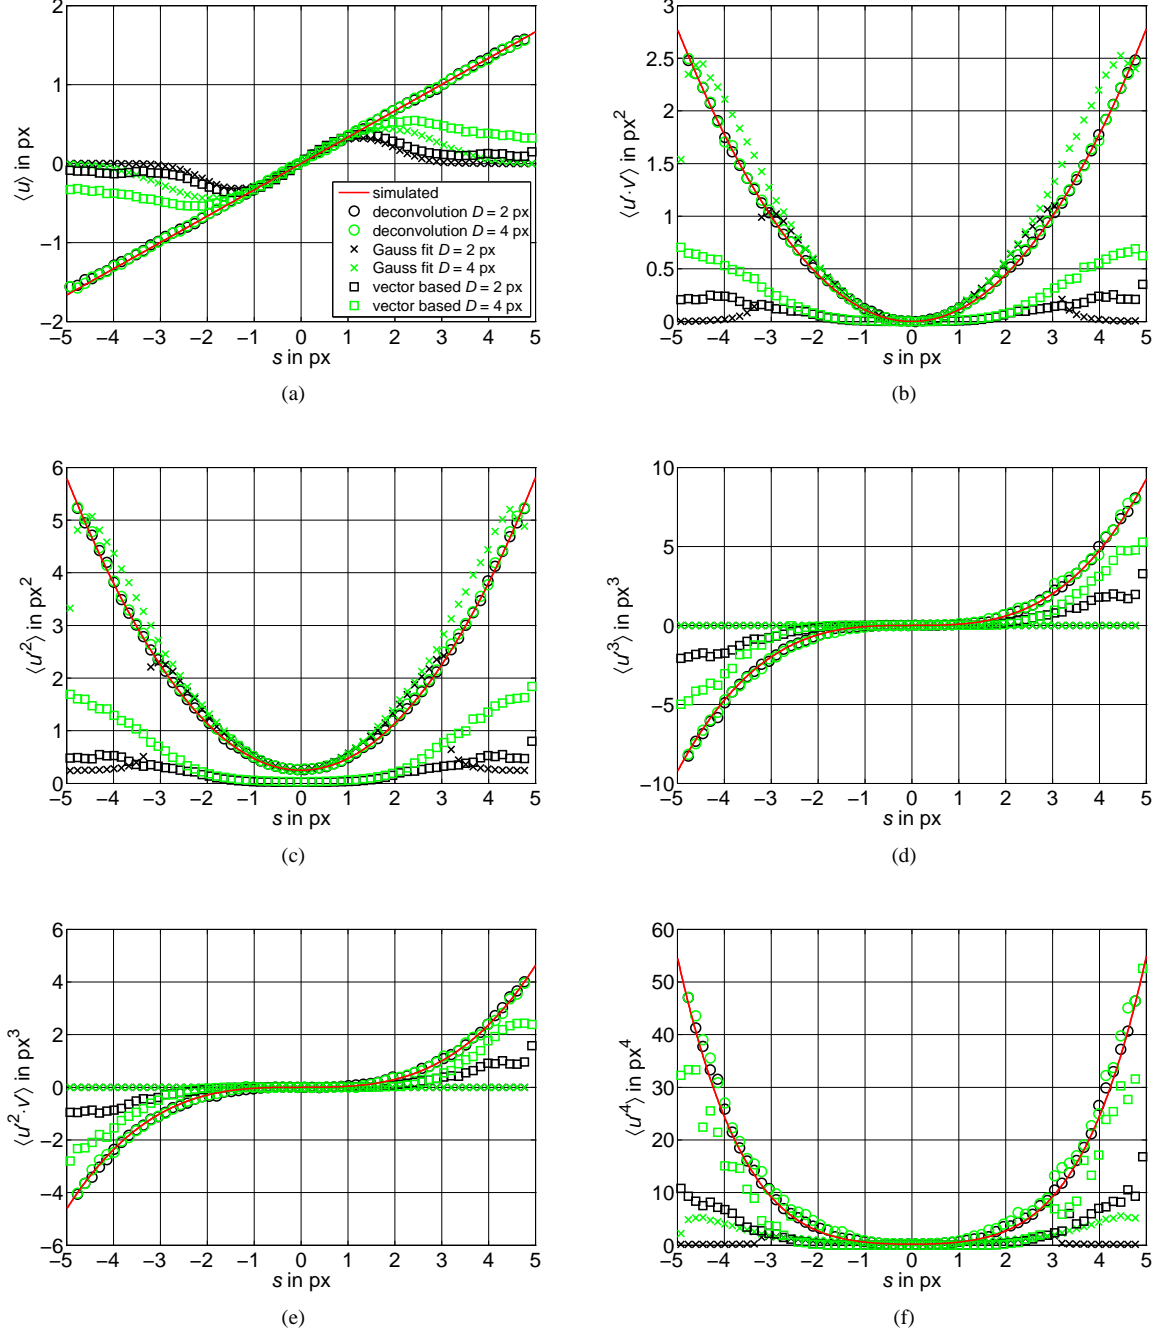 2
1
0
−1
−2
−5 −4 −3 −2 −1 0 1 2 3 4 5
⟨u⟩ in px
s in px
simulated
deconvolution D = 2 px
deconvolution D = 4 px
Gauss fit D = 2 px
Gauss fit D = 4 px
vector based D = 2 px
vector based D = 4 px
(a)
3
2.5
2
1.5
1
0.5
0
−5 −4 −3 −2 −1 0 1 2 3 4 5
⟨u′·v′⟩ in px²
s in px
(b)
6
5
4
3
2
1
0
−5 −4 −3 −2 −1 0 1 2 3 4 5
⟨u′²⟩ in px²
s in px
(c)
10
5
0
−5
−10
−5 −4 −3 −2 −1 0 1 2 3 4 5
⟨u′³⟩ in px³
s in px
(d)
6
4
2
0
−2
−4
−6
−5 −4 −3 −2 −1 0 1 2 3 4 5
⟨u′²·v′⟩ in px³
s in px
(e)
60
50
40
30
20
10
0
−5 −4 −3 −2 −1 0 1 2 3 4 5
⟨u′⁴⟩ in px⁴
s in px
(f)